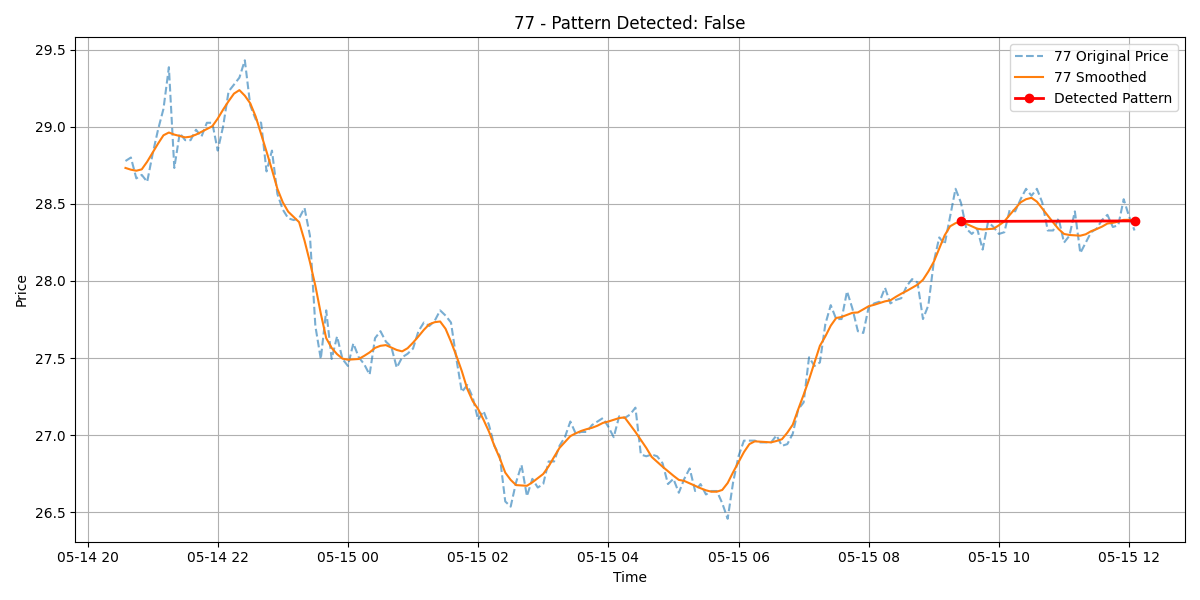 77 - Pattern Detected: False
77 Original Price
77 Smoothed
Detected Pattern
Price
29.5
29.0
28.5
28.0
27.5
27.0
26.5
05-14 20 05-14 22 05-15 00 05-15 02 05-15 04 05-15 06 05-15 08 05-15 10 05-15 12
Time